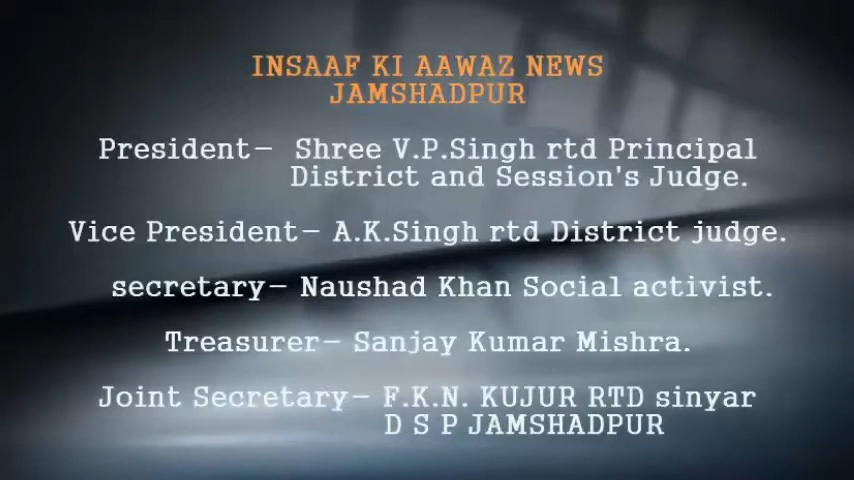 INSAAF KI AAWAZ NEWS
JAMSHADPUR
President- Shree V.P.Singh rtd Principal
District and Session's Judge.
Vice President- A.K.Singh rtd District judge.
secretary- Naushad Khan Social activist.
Treasurer- Sanjay Kumar Mishra.
Joint Secretary- F.K.N. KUJUR RTD sinyar
D S P JAMSHADPUR